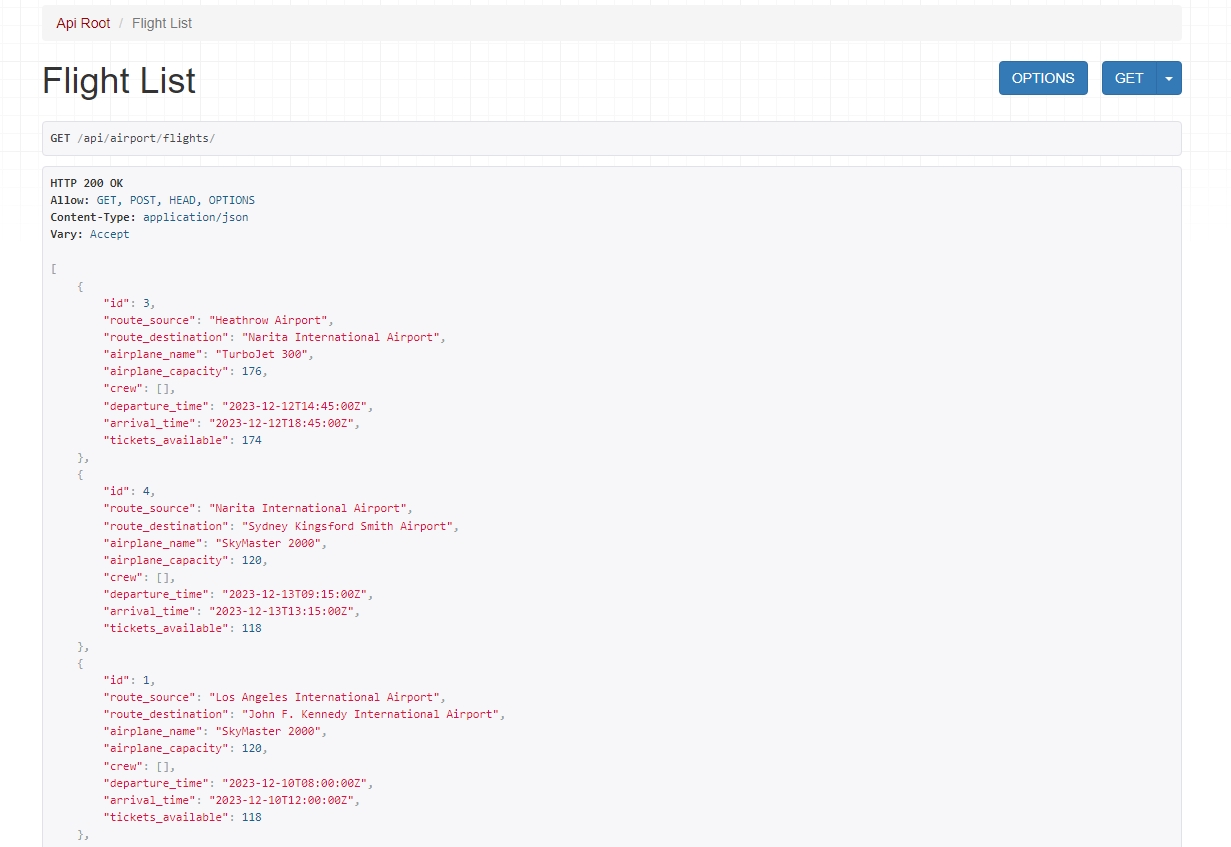 Api Root / Flight List
Flight List
OPTIONS
GET
GET /api/airport/flights/
HTTP 200 OK
Allow: GET, POST, HEAD, OPTIONS
Content-Type: application/json
Vary: Accept
[
    {
        "id": 3,
        "route_source": "Heathrow Airport",
        "route_destination": "Narita International Airport",
        "airplane_name": "TurboJet 300",
        "airplane_capacity": 176,
        "crew": [],
        "departure_time": "2023-12-12T14:45:00Z",
        "arrival_time": "2023-12-12T18:45:00Z",
        "tickets_available": 174
    },
    {
        "id": 4,
        "route_source": "Narita International Airport",
        "route_destination": "Sydney Kingsford Smith Airport",
        "airplane_name": "SkyMaster 2000",
        "airplane_capacity": 120,
        "crew": [],
        "departure_time": "2023-12-13T09:15:00Z",
        "arrival_time": "2023-12-13T13:15:00Z",
        "tickets_available": 118
    },
    {
        "id": 1,
        "route_source": "Los Angeles International Airport",
        "route_destination": "John F. Kennedy International Airport",
        "airplane_name": "SkyMaster 2000",
        "airplane_capacity": 120,
        "crew": [],
        "departure_time": "2023-12-10T08:00:00Z",
        "arrival_time": "2023-12-10T12:00:00Z",
        "tickets_available": 118
    },